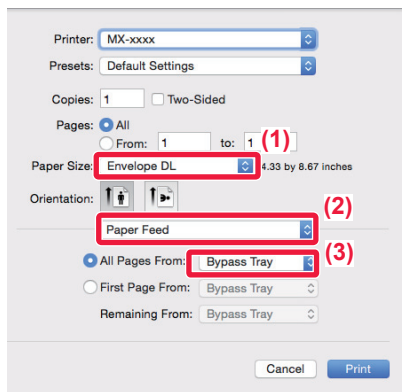 Printer: MX-xxxx
Presets: Default Settings
Copies: 1 Two-Sided
Pages: All
From: 1 to: 1 (1)
Paper Size: Envelope DL 4.33 by 8.67 inches
Orientation:
(2)
Paper Feed
(3)
All Pages From: Bypass Tray
First Page From: Bypass Tray
Remaining From: Bypass Tray
Cancel Print